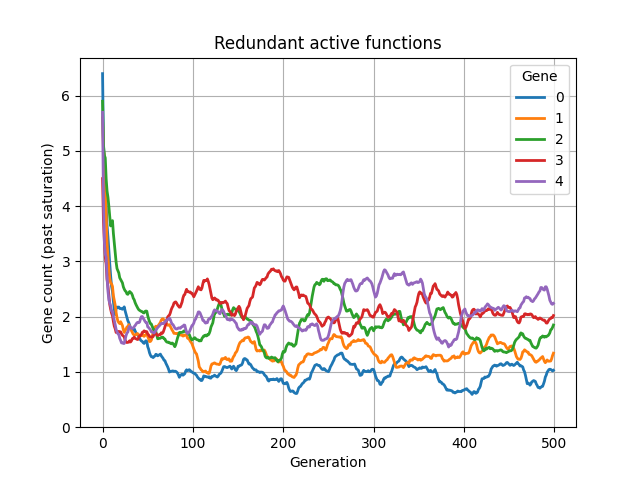 Redundant active functions
Gene count (past saturation)
6
5
4
3
2
1
0
0 100 200 300 400 500
Generation
Gene
0
1
2
3
4